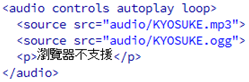 <audio controls autoplay loop>
<source src="audio/KYOSUKE.mp3">
<source src="audio/KYOSUKE.ogg">
<p>瀏覽器不支援</p>
</audio>